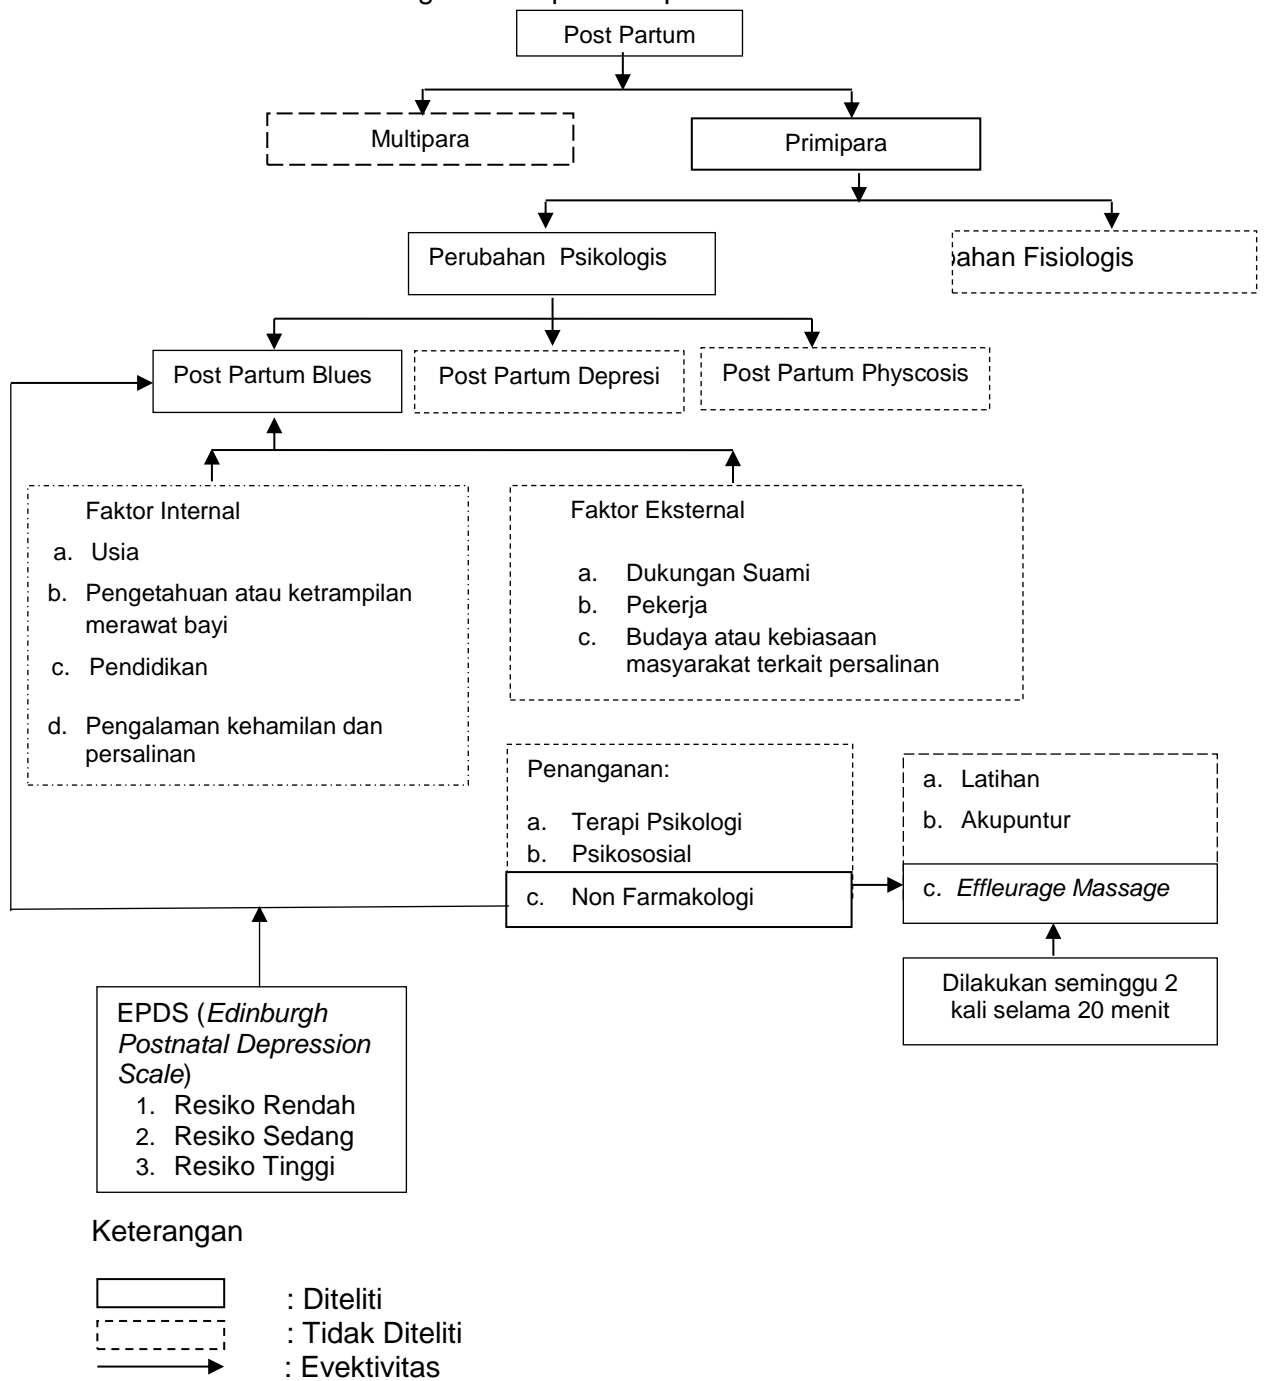 Post Partum
Multipara
Primipara
Perubahan Psikologis
ahan Fisiologis
Post Partum Blues
Post Partum Depresi
Post Partum Physcosis
Faktor Internal
a. Usia
b. Pengetahuan atau ketrampilan
merawat bayi
c. Pendidikan
d. Pengalaman kehamilan dan
persalinan
Faktor Eksternal
a. Dukungan Suami
b. Pekerja
c. Budaya atau kebiasaan
masyarakat terkait persalinan
Penanganan:
a. Terapi Psikologi
b. Psikososial
c. Non Farmakologi
a. Latihan
b. Akupuntur
c. Effleurage Massage
Dilakukan seminggu 2
kali selama 20 menit
EPDS (Edinburgh
Postnatal Depression
Scale)
1. Resiko Rendah
2. Resiko Sedang
3. Resiko Tinggi
Keterangan
: Diteliti
: Tidak Diteliti
: Evektivitas